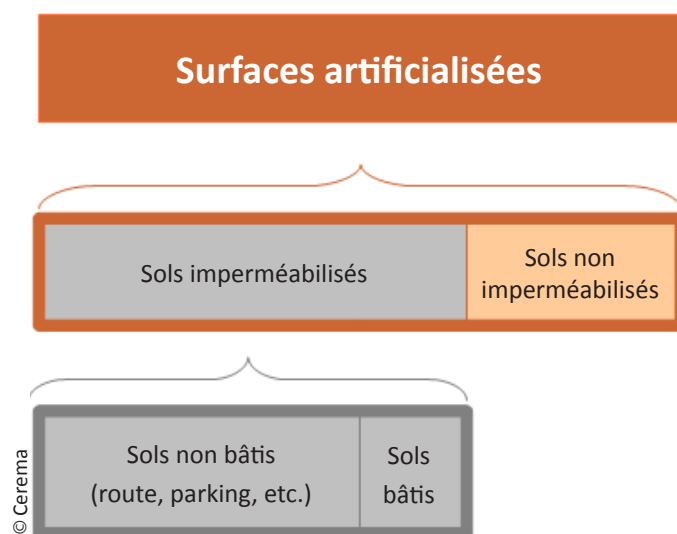 Surfaces artificialisées
Sols imperméabilisés
Sols non
imperméabilisés
Sols non bâtis
(route, parking, etc.)
Sols
bâtis
© Cerema